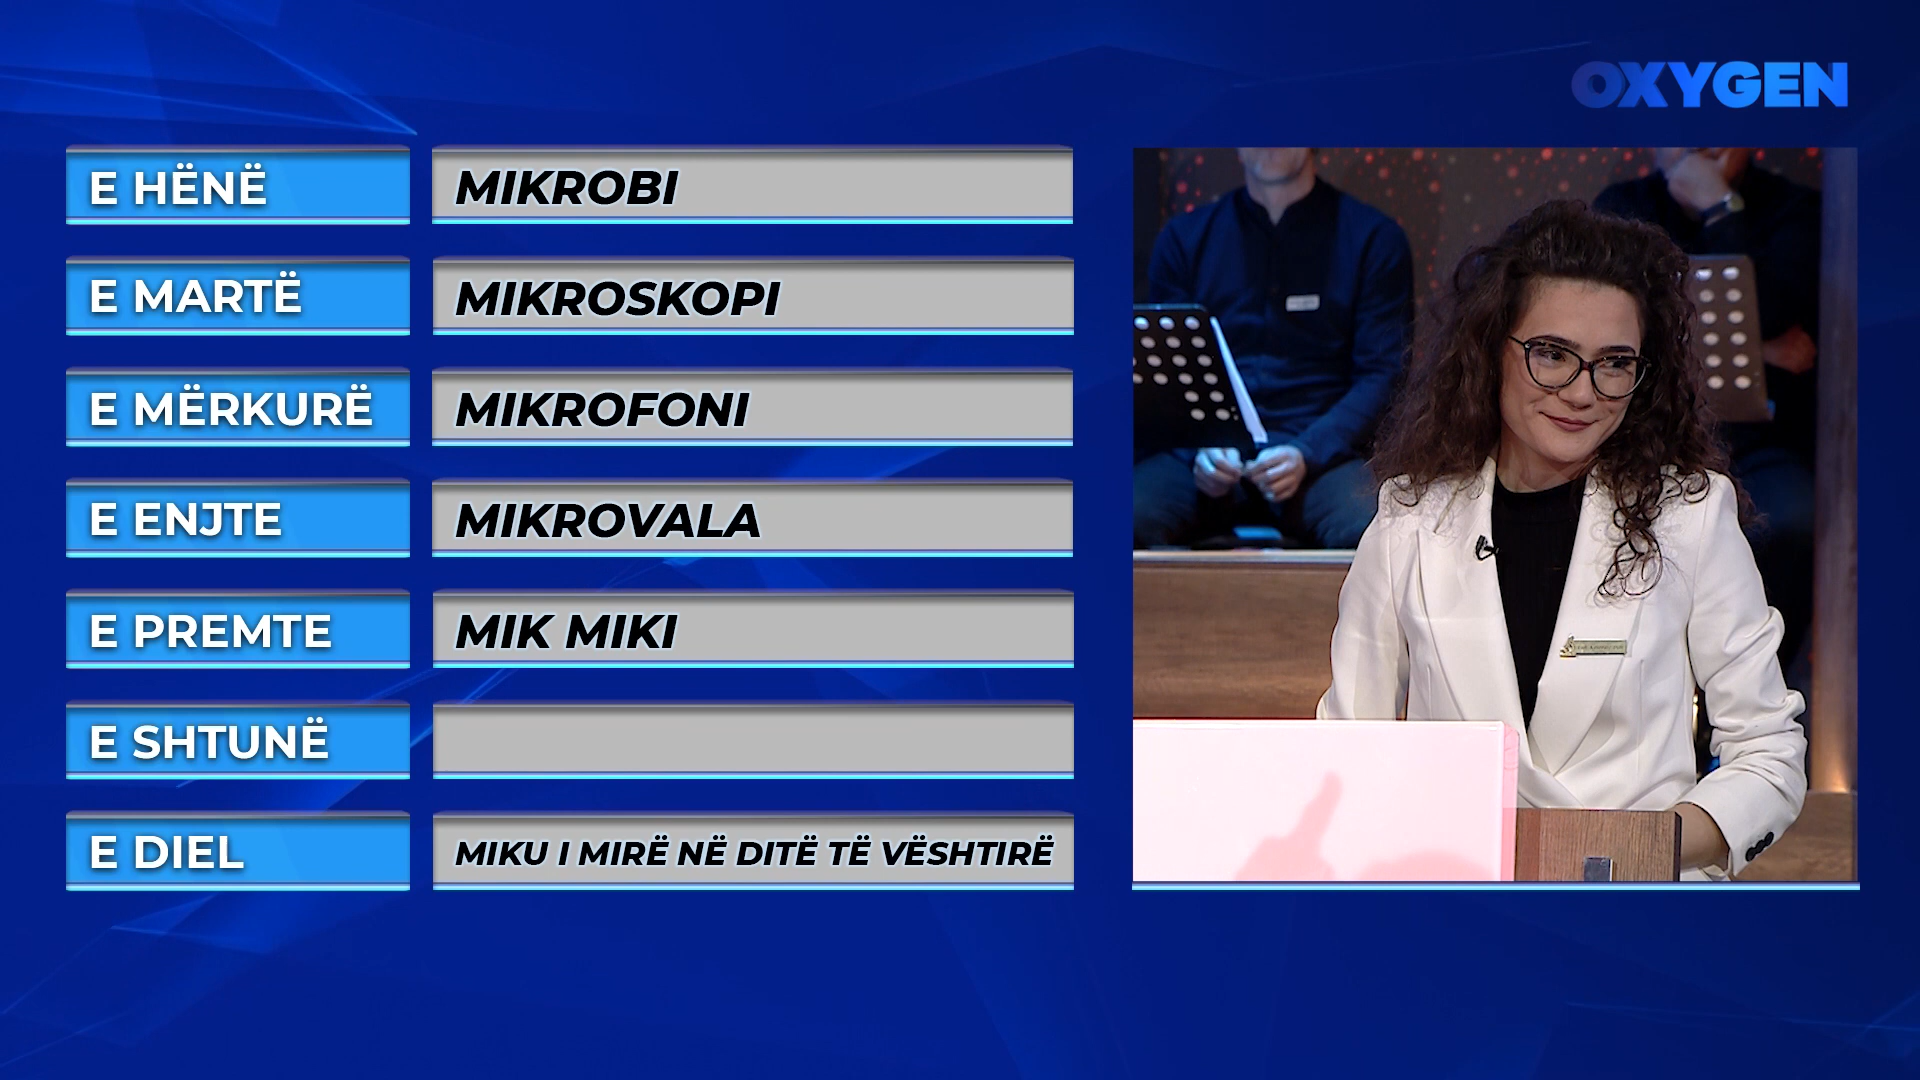 OXYGEN
E HËNË MIKROBI
E MARTË MIKROSKOPI
E MËRKURË MIKROFONI
E ENJTE MIKROVALA
E PREMTE MIK MIKI
E SHTUNË
E DIEL MIKU I MIRË NË DITË TË VËSHTIRË